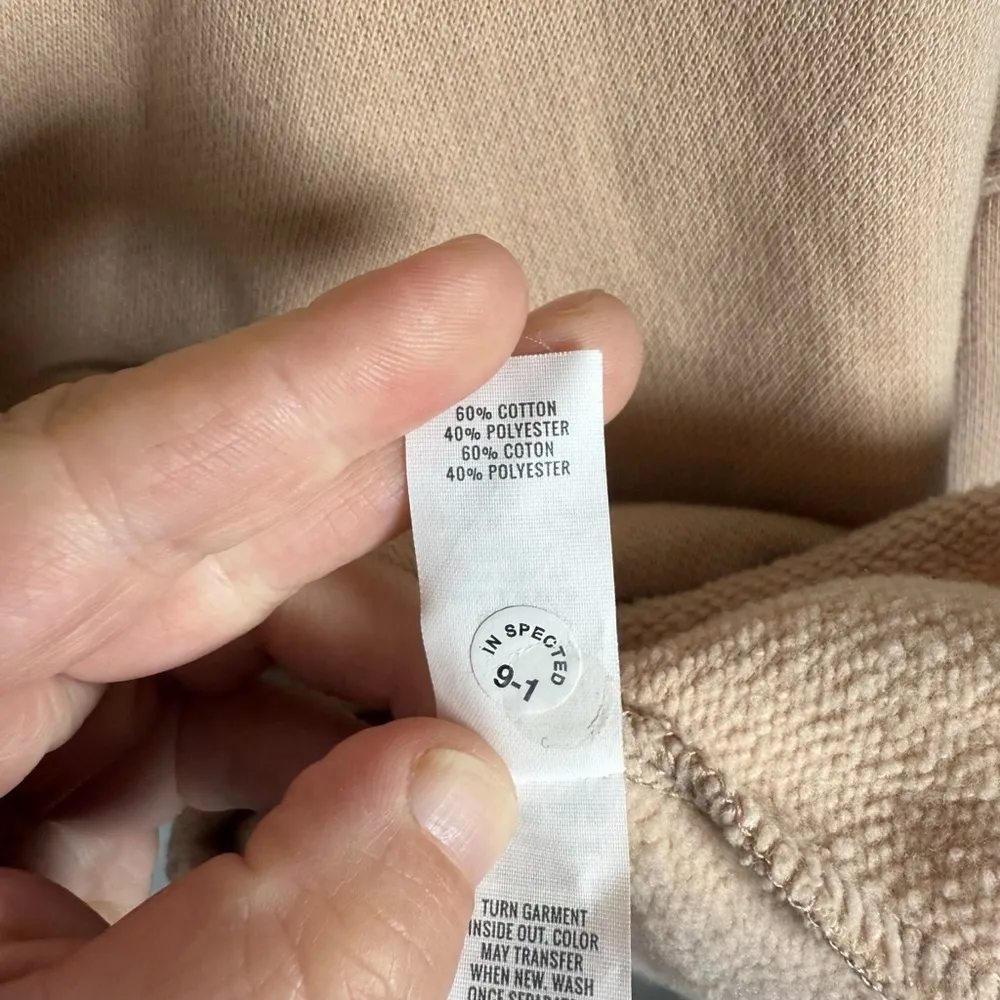 60% COTTON
40% POLYESTER
60% COTON
40% POLYESTER
IN SPECTED
9-1
TURN GARMENT
INSIDE OUT. COLOR
MAY TRANSFER
WHEN NEW. WASH
ONCE